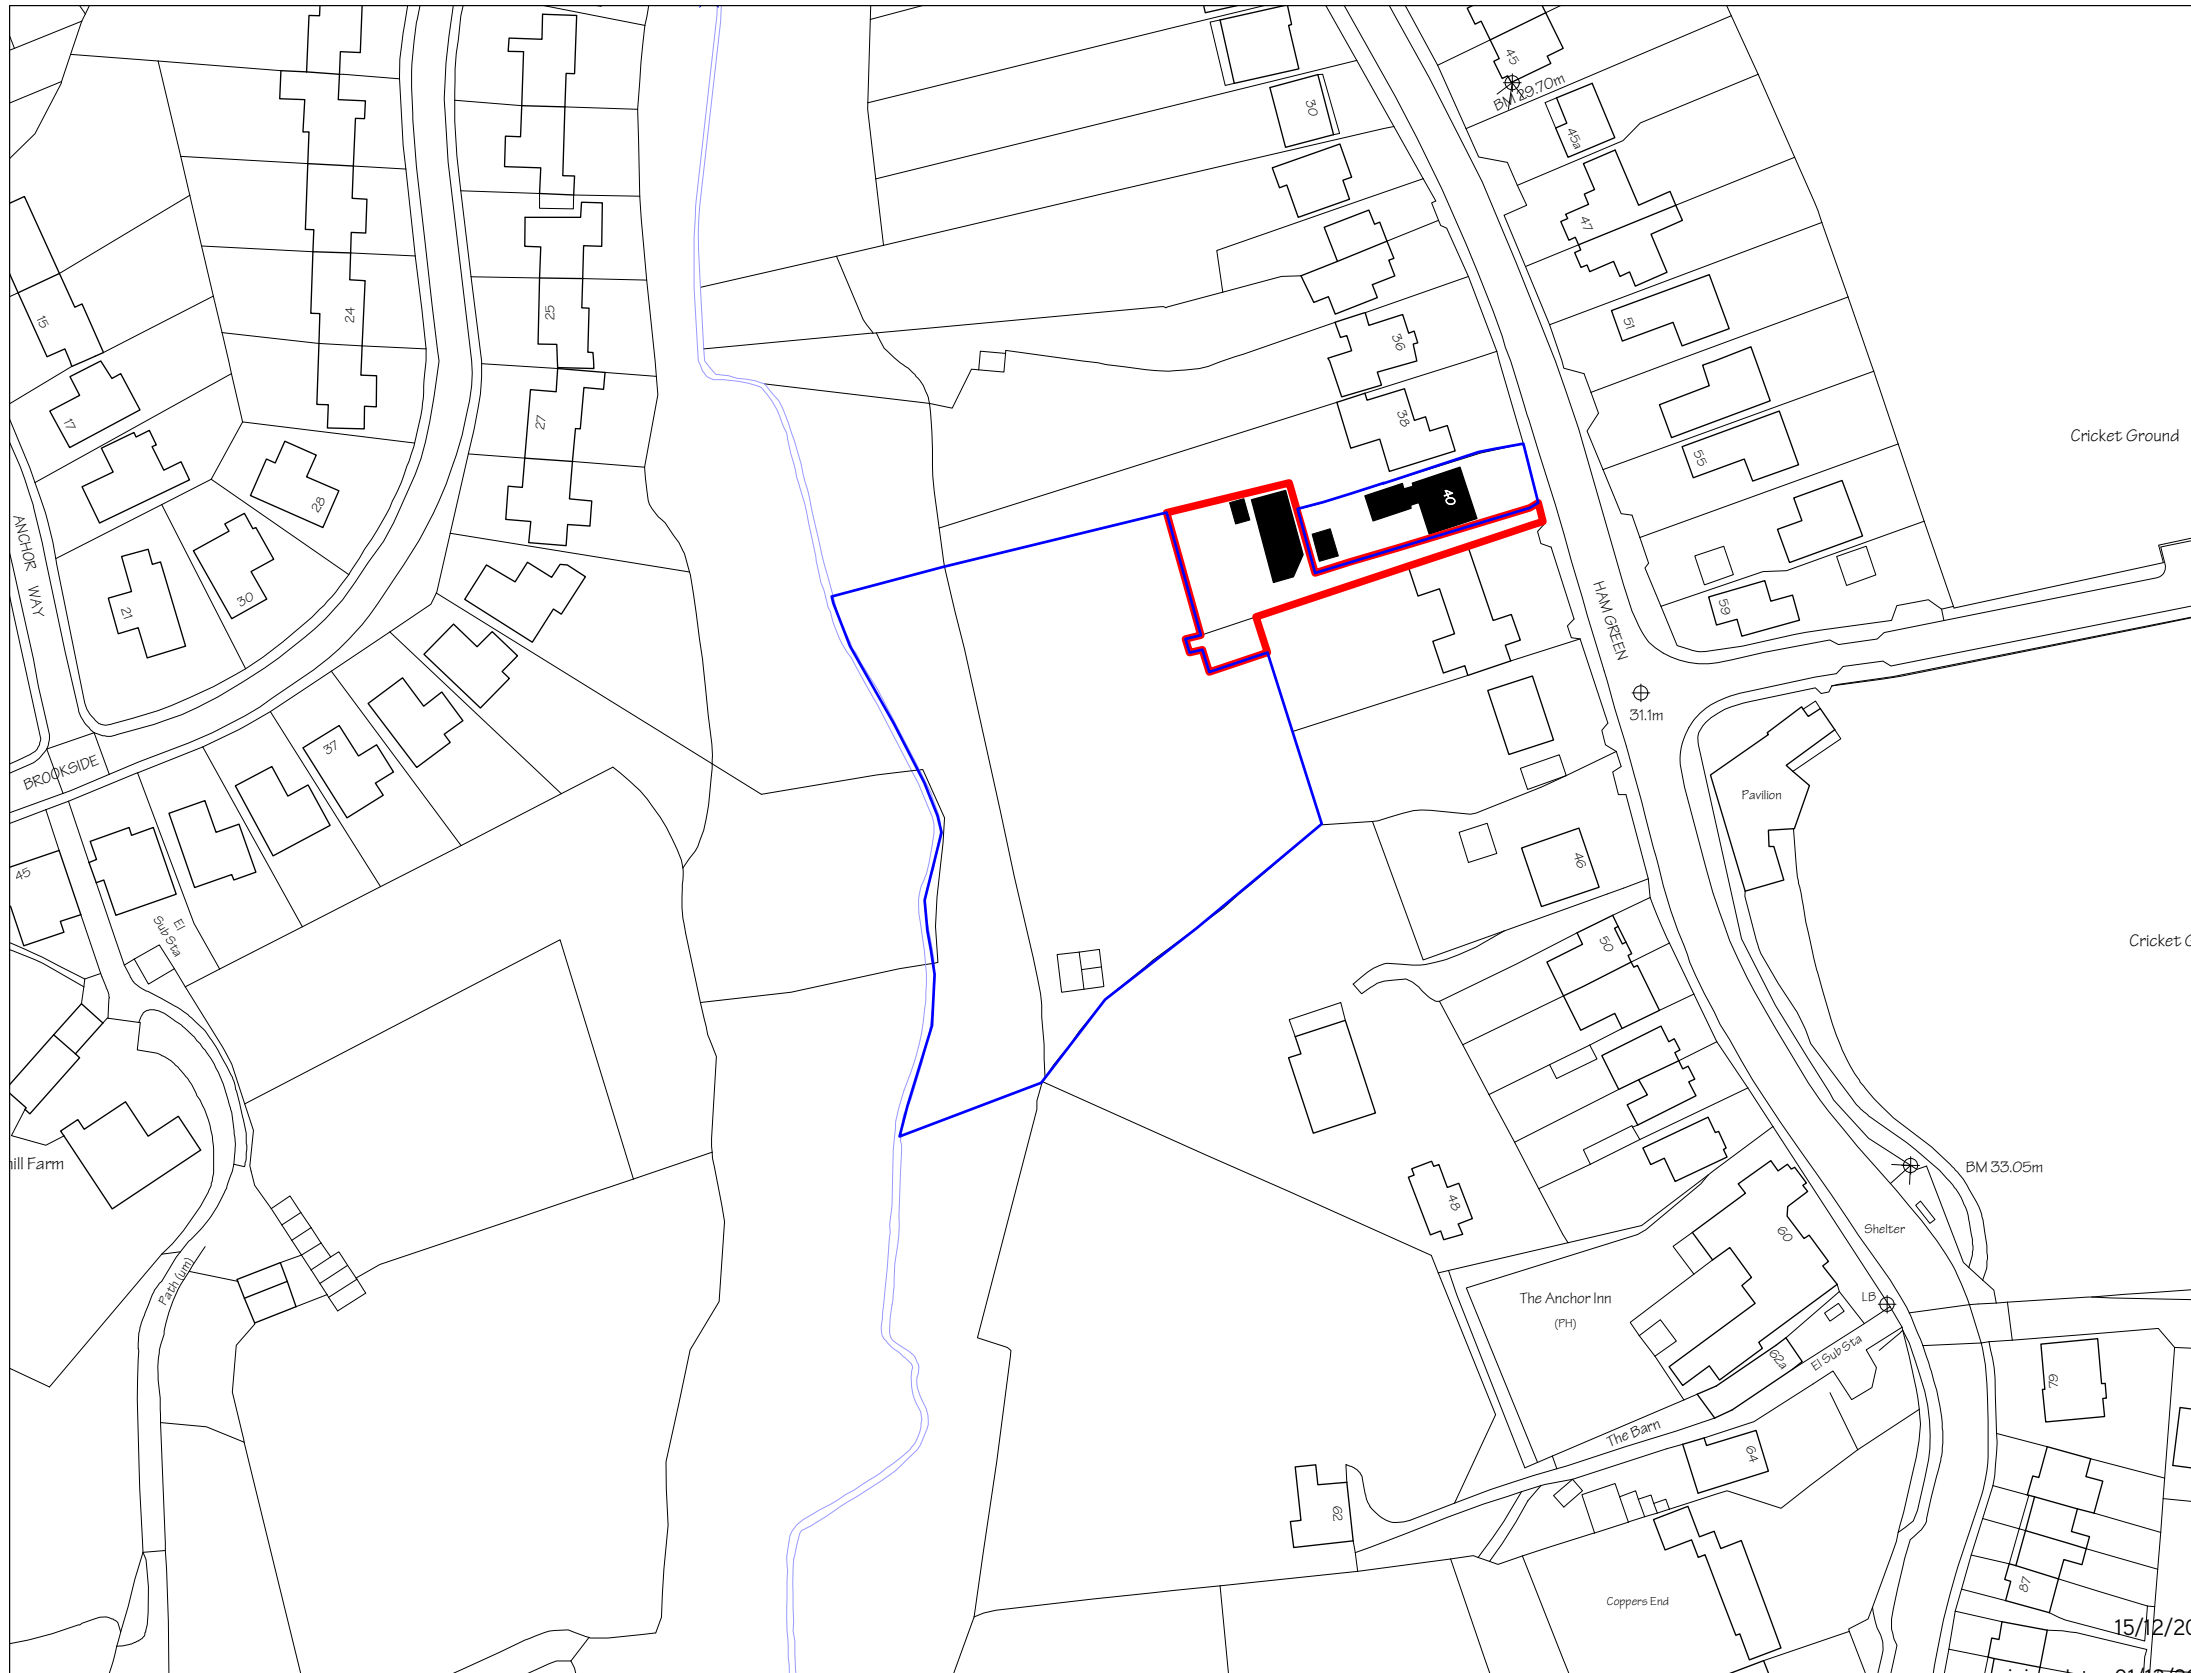 45
BM 29.70m
30
45a
47
24
25
15
51
36
17
38
27
55
Cricket Ground
28
40
ANCHOR WAY
30
21
HAM GREEN
59
31.1m
37
BROOKSIDE
Pavilion
45
46
El
Sub Sta
50
Cricket G
ill Farm
BM 33.05m
48
Shelter
60
Path (um)
The Anchor Inn
(PH)
LB
62a
El Sub Sta
79
The Barn
64
62
87
Coppers End
15/12/20